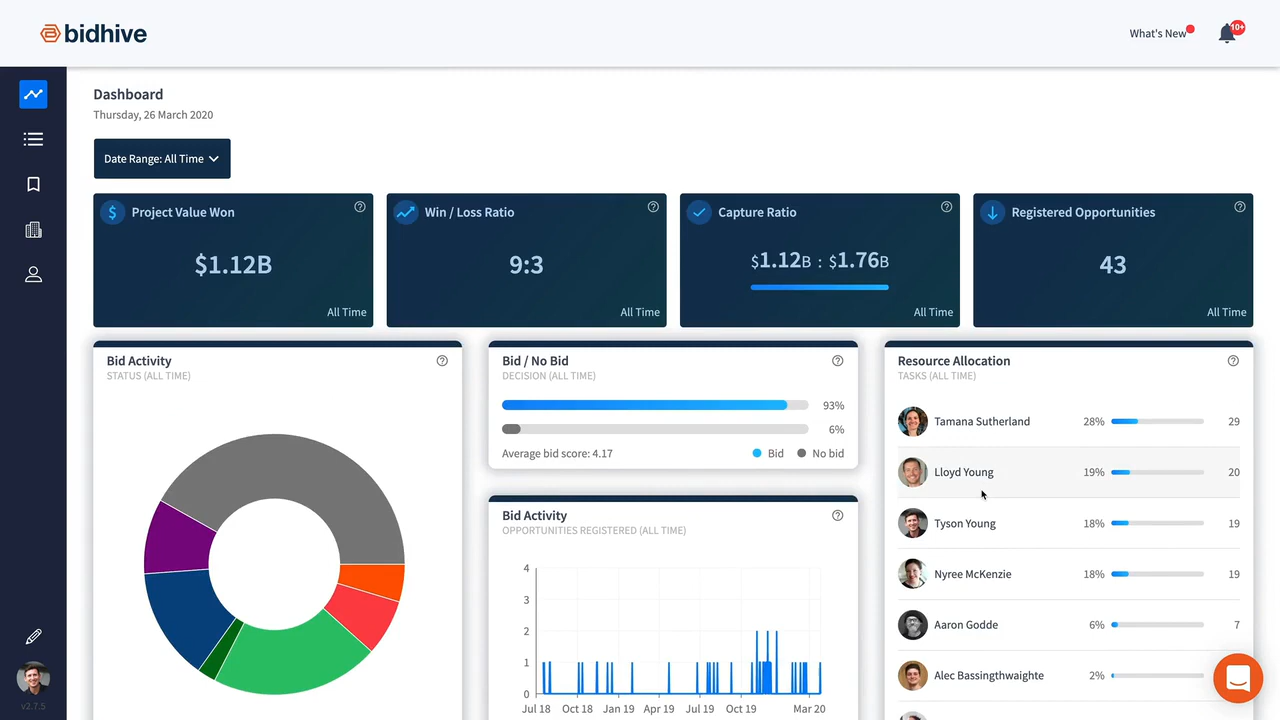 bidhive
What's New
10+
Dashboard
Thursday, 26 March 2020
Date Range: All Time
$ Project Value Won
$1.12B
All Time
Win / Loss Ratio
9:3
All Time
Capture Ratio
$1.12B : $1.76B
All Time
Registered Opportunities
43
All Time
Bid Activity
STATUS (ALL TIME)
Bid / No Bid
DECISION (ALL TIME)
93%
6%
Average bid score: 4.17
Bid
No bid
Bid Activity
OPPORTUNITIES REGISTERED (ALL TIME)
4
3
2
1
0
Jul 18 Oct 18 Jan 19 Apr 19 Jul 19 Oct 19 Mar 20
Resource Allocation
TASKS (ALL TIME)
Tamana Sutherland 28% 29
Lloyd Young 19% 20
Tyson Young 18% 19
Nyree McKenzie 18% 19
Aaron Godde 6% 7
Alec Bassingthwaighte 2%
v2.7.5